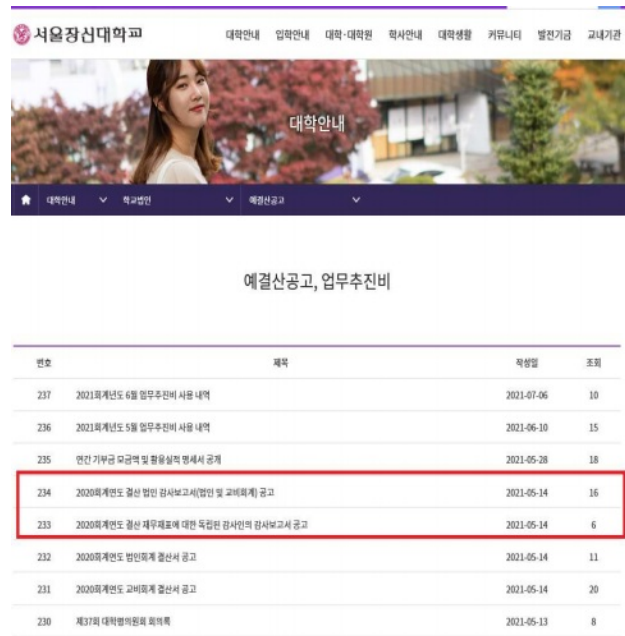 서울장신대학교
대학안내 입학안내 대학·대학원 학사안내 대학생활 커뮤니티 발전기금 교내기관
대학안내
대학안내 학교법인 예결산공고
예결산공고, 업무추진비
번호 제목 작성일 조회
237 2021회계년도 6월 업무추진비 사용 내역 2021-07-06 10
236 2021회계년도 5월 업무추진비 사용 내역 2021-06-10 15
235 연간 기부금 모금액 및 활용실적 명세서 공개 2021-05-28 18
234 2020회계연도 결산 법인 감사보고서(법인 및 교비회계) 공고 2021-05-14 16
233 2020회계연도 결산 재무재표에 대한 독립된 감사인의 감사보고서 공고 2021-05-14 6
232 2020회계연도 법인회계 결산서 공고 2021-05-14 11
231 2020회계연도 교비회계 결산서 공고 2021-05-14 20
230 제37회 대학평의원회 회의록 2021-05-13 8